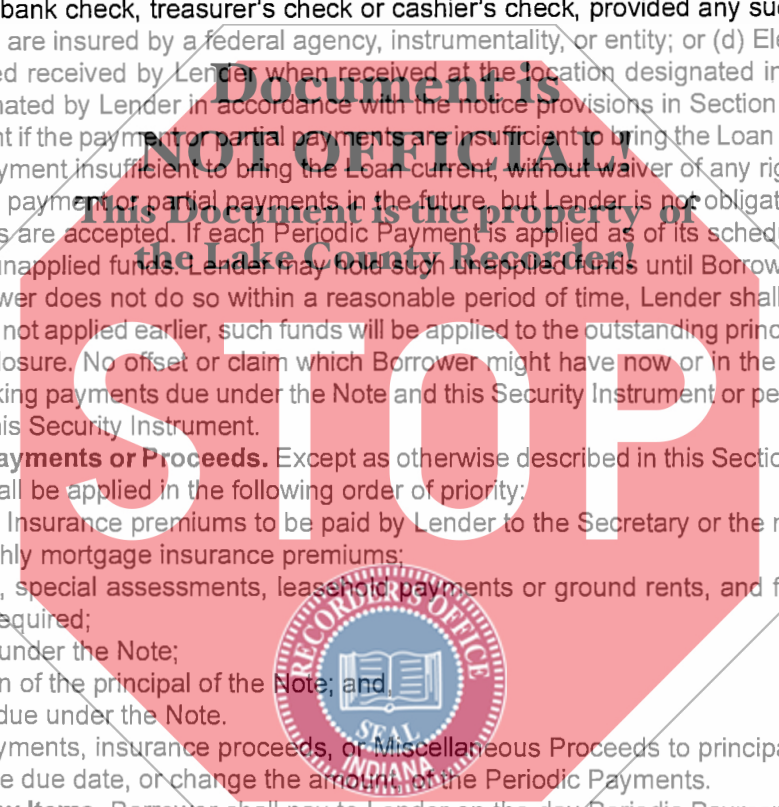 bank check, treasurer's check or cashier's check, provided any su
are insured by a federal agency, instrumentality, or entity; or (d) Ele
ed received by Lender when received at the location designated in
nated by Lender in accordance with the notice provisions in Section
nt if the payment or partial payments are insufficient to bring the Loan
yment insufficient to bring the Loan current, without waiver of any rig
payment or partial payments in the future, but Lender is not obligat
s are accepted. If each Periodic Payment is applied as of its sched
unapplied funds. Lender may hold such unapplied funds until Borrow
wer does not do so within a reasonable period of time, Lender shall
not applied earlier, such funds will be applied to the outstanding princ
losure. No offset or claim which Borrower might have now or in the
king payments due under the Note and this Security Instrument or pe
his Security Instrument.
ayments or Proceeds. Except as otherwise described in this Sectio
all be applied in the following order of priority:
Insurance premiums to be paid by Lender to the Secretary or the
hly mortgage insurance premiums;
, special assessments, leasehold payments or ground rents, and f
equired;
under the Note;
n of the principal of the Note; and,
due under the Note.
yments, insurance proceeds, or Miscellaneous Proceeds to principa
e due date, or change the amount, of the Periodic Payments.
Document is
NOT OFFICIAL!
This Document is the property of
the Lake County Recorder!
STOP
RECORDER'S OFFICE
SEAL
INDIANA